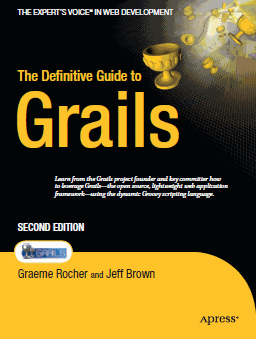 THE EXPERT'S VOICE® IN WEB DEVELOPMENT
The Definitive Guide to
Grails
Learn from the Grails project founder and key committer how
to leverage Grails—the open source, lightweight web application
framework—using the dynamic Groovy scripting language.
SECOND EDITION
GRAILS
Graeme Rocher and Jeff Brown
Apress®